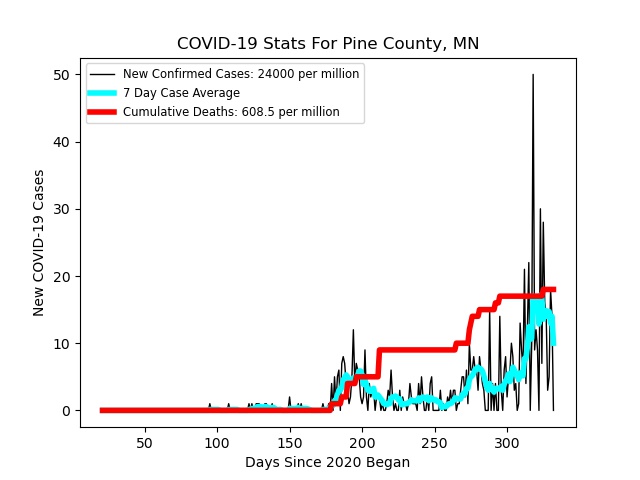 COVID-19 Stats For Pine County, MN
New Confirmed Cases: 24000 per million
7 Day Case Average
Cumulative Deaths: 608.5 per million
New COVID-19 Cases
50
40
30
20
10
0
50 100 150 200 250 300
Days Since 2020 Began